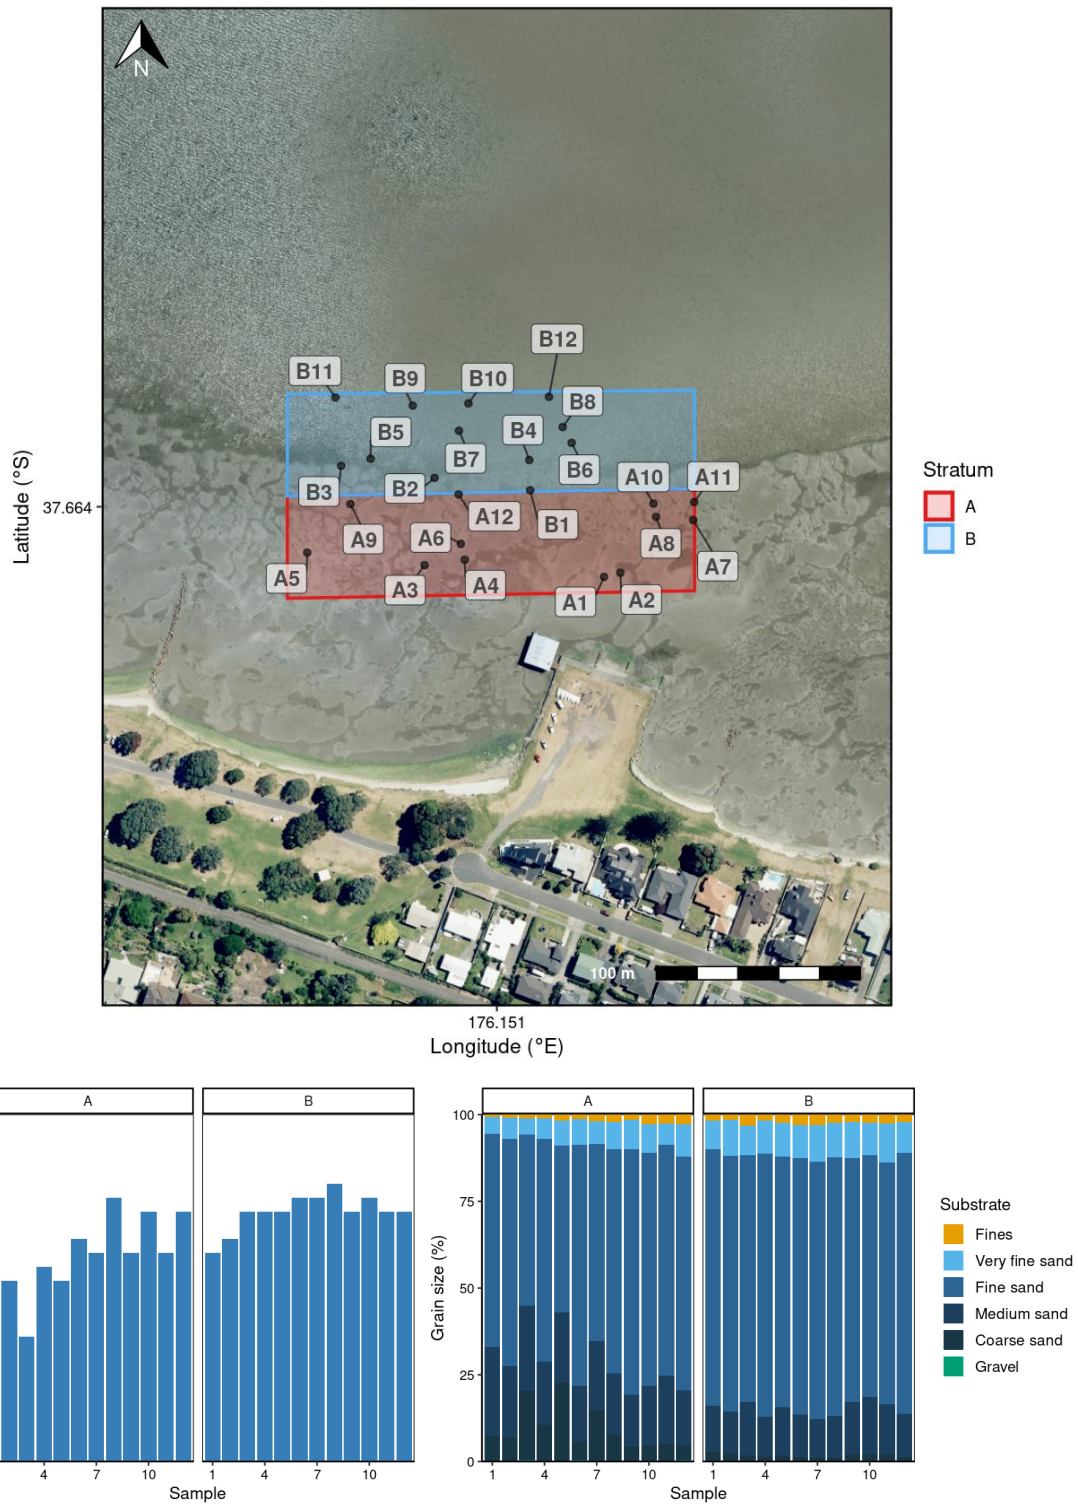 N
B12
B11
B9
B10
B8
B5
B4
B7
B6
B3
B2
A10
A11
A12
B1
A9
A6
A8
A7
A5
A3
A4
A1
A2
Latitude (°S)
37.664
Stratum
A
B
100 m
176.151
Longitude (°E)
A
B
4
7
10
1
4
7
10
Sample
A
B
Grain size (%)
100
75
50
25
0
1
4
7
10
1
4
7
10
Sample
Substrate
Fines
Very fine sand
Fine sand
Medium sand
Coarse sand
Gravel